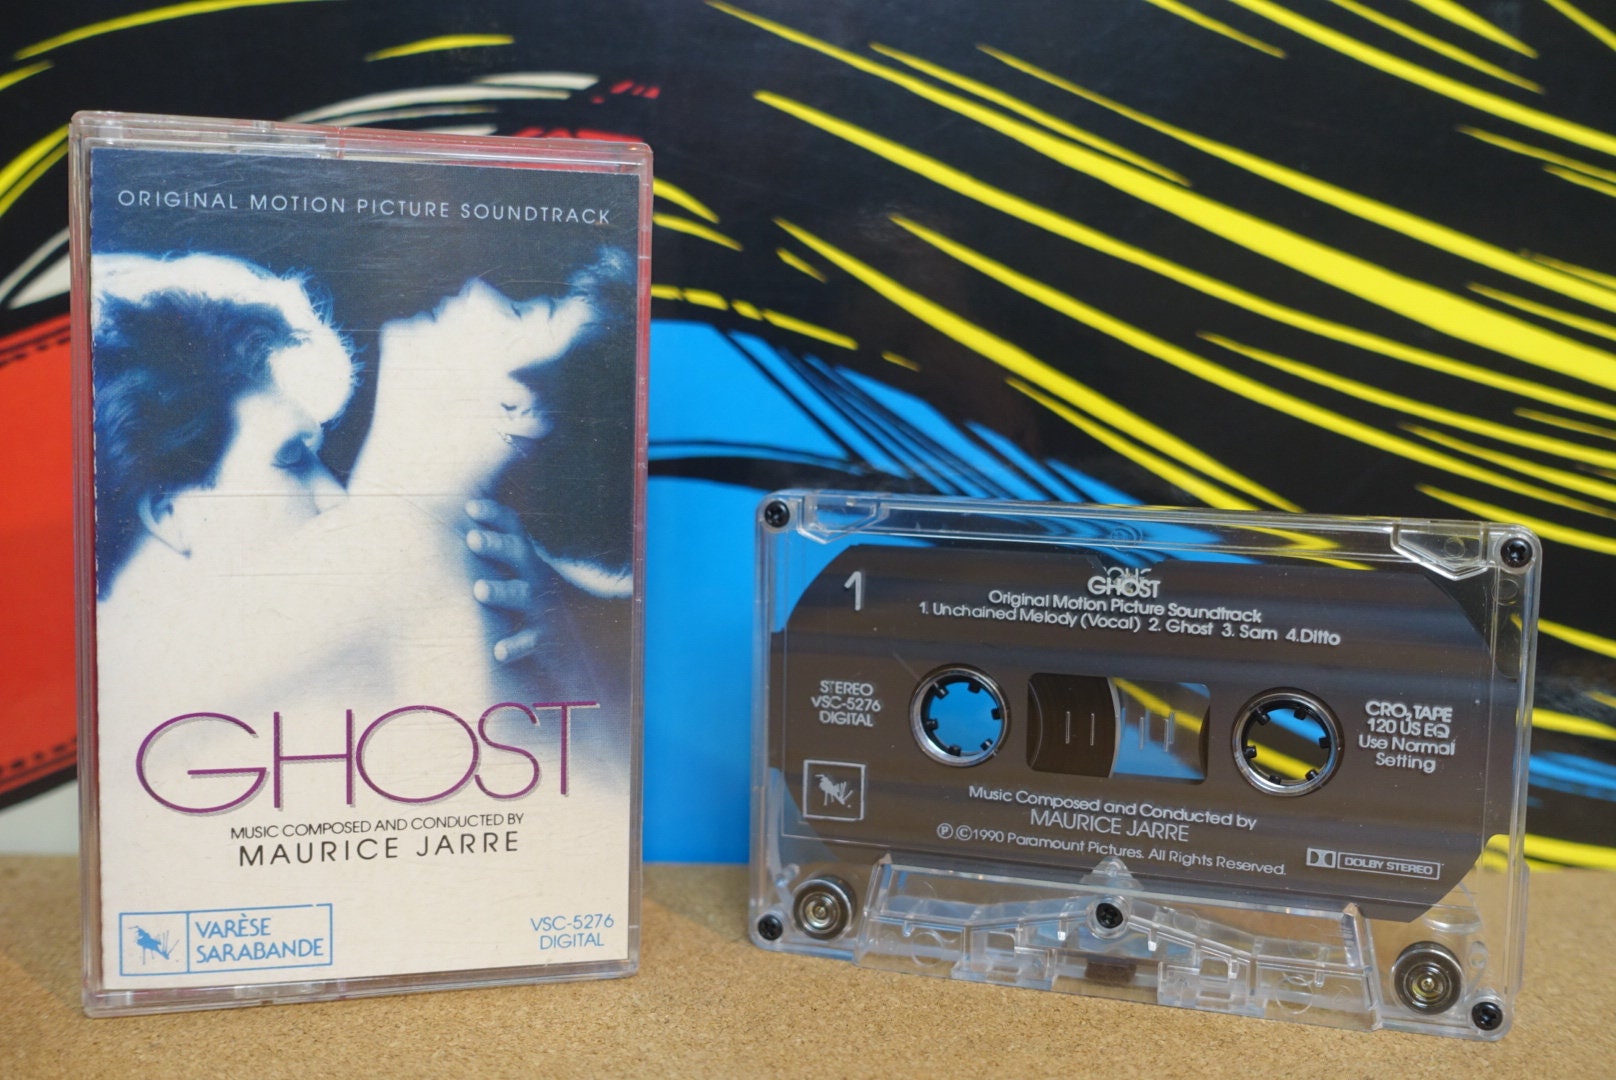 ORIGINAL MOTION PICTURE SOUNDTRACK
GHOST
MUSIC COMPOSED AND CONDUCTED BY
MAURICE JARRE
VARÈSE
SARABANDE
VSC-5276
DIGITAL
1
GHOST
Original Motion Picture Soundtrack
1. Unchained Melody (Vocal) 2. Ghost 3. Sam 4.Ditto
STEREO
VSC-5276
DIGITAL
CRO₂ TAPE
120 US EQ
Use Normal
Setting
Music Composed and Conducted by
MAURICE JARRE
Ⓟ©1990 Paramount Pictures. All Rights Reserved.
DOLBY STEREO